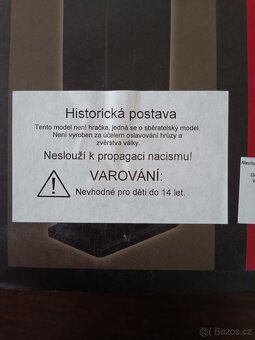 Historická postava
Tento model není hračka, jedná se o sběratelský model.
Není vyroben za účelem oslavování hrůzy a
zvěrstva války.
Neslouží k propagaci nacismu!
VAROVÁNÍ:
Nevhodné pro děti do 14 let.
sbazar.cz